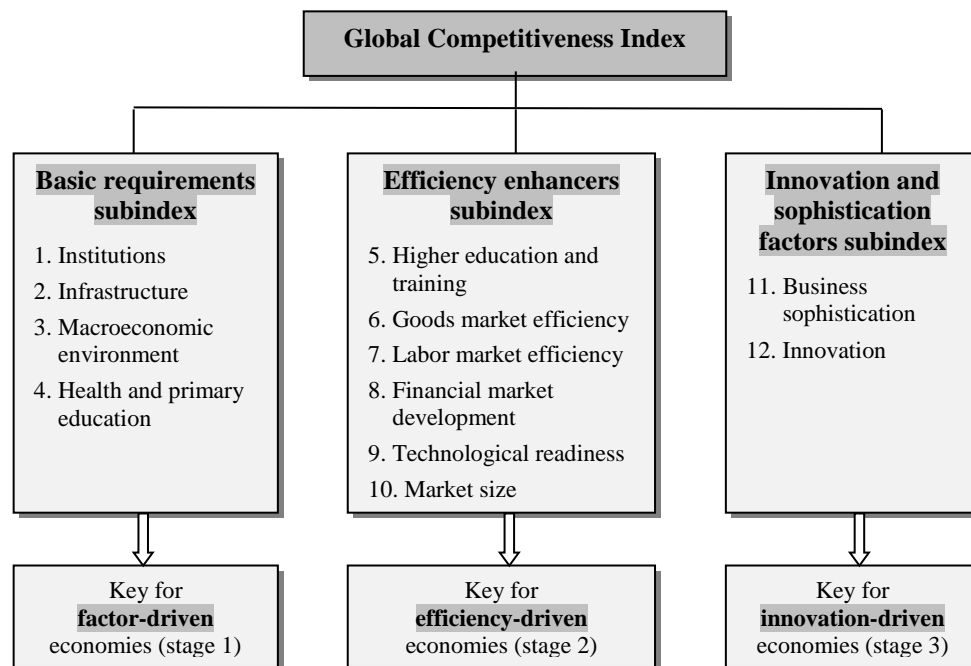 Global Competitiveness Index
Basic requirements
subindex
1. Institutions
2. Infrastructure
3. Macroeconomic
environment
4. Health and primary
education
Efficiency enhancers
subindex
5. Higher education and
training
6. Goods market efficiency
7. Labor market efficiency
8. Financial market
development
9. Technological readiness
10. Market size
Innovation and
sophistication
factors subindex
11. Business
sophistication
12. Innovation
Key for
factor-driven
economies (stage 1)
Key for
efficiency-driven
economies (stage 2)
Key for
innovation-driven
economies (stage 3)